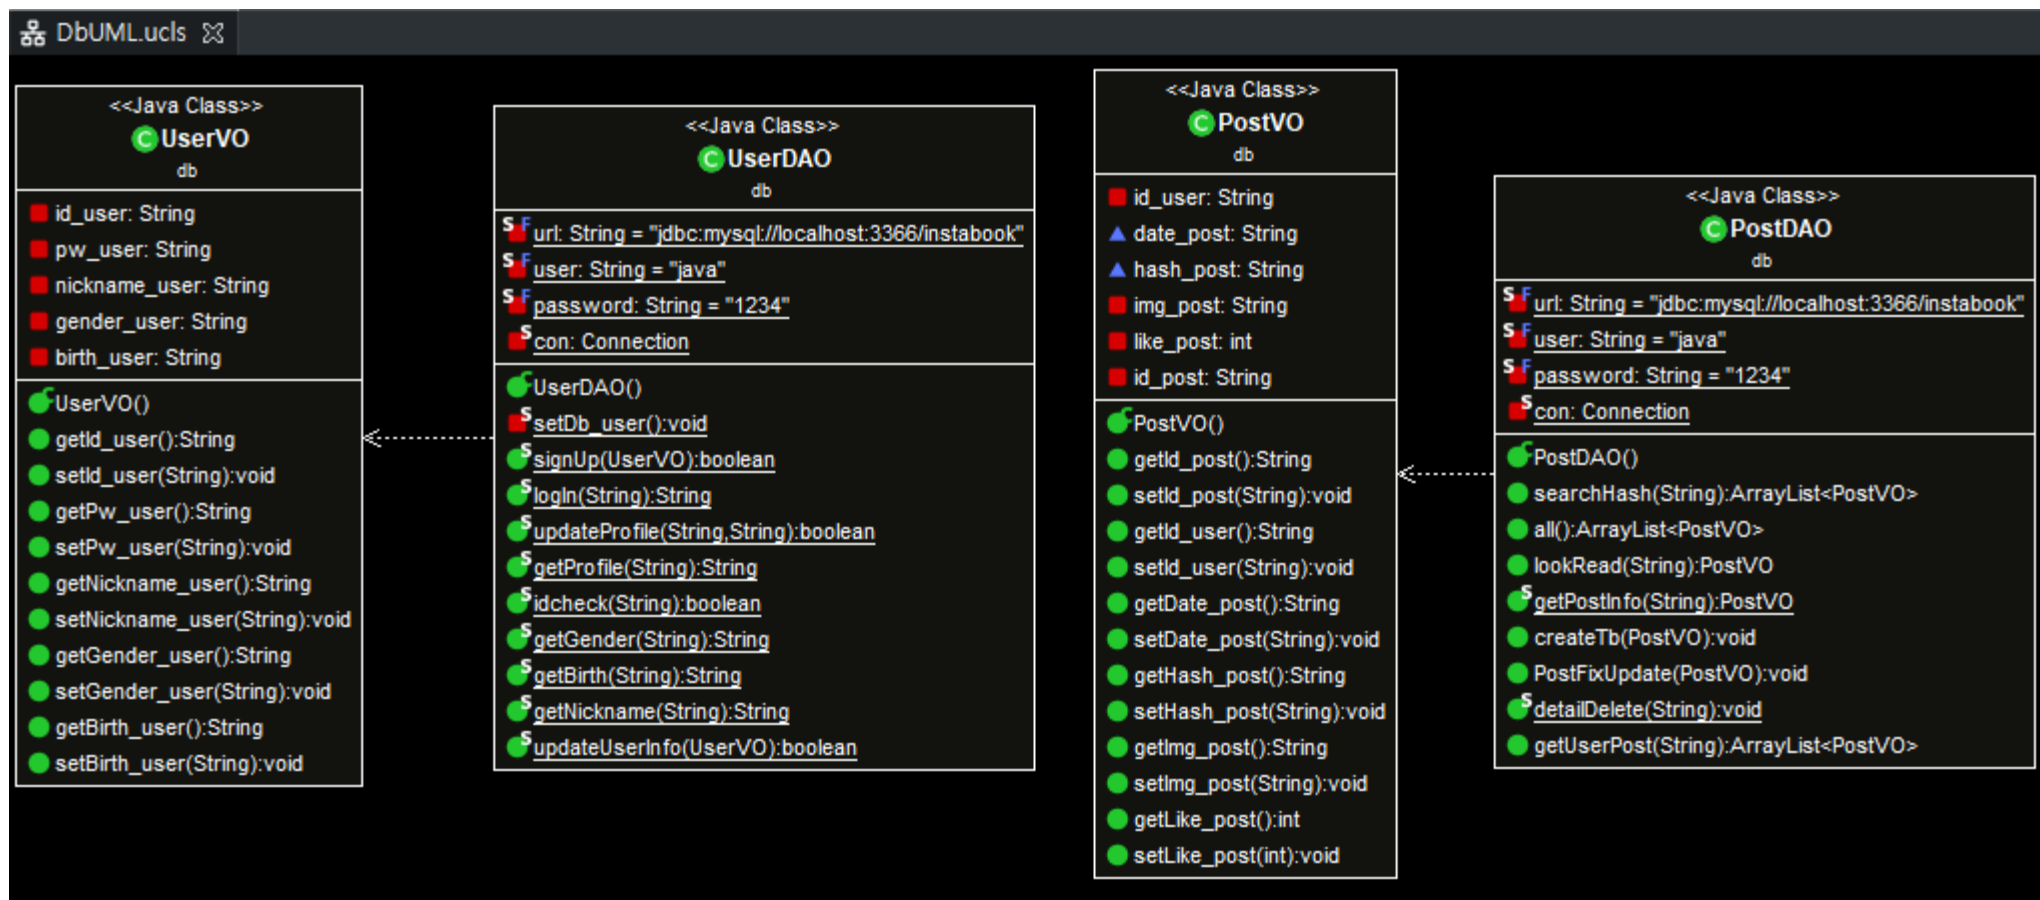 DbUML.ucls
<<Java Class>>
UserVO
db
id_user: String
pw_user: String
nickname_user: String
gender_user: String
birth_user: String
UserVO()
getId_user():String
setId_user(String):void
getPw_user():String
setPw_user(String):void
getNickname_user():String
setNickname_user(String):void
getGender_user():String
setGender_user(String):void
getBirth_user():String
setBirth_user(String):void
<<Java Class>>
UserDAO
db
url: String = "jdbc:mysql://localhost:3366/instabook"
user: String = "java"
password: String = "1234"
con: Connection
UserDAO()
setDb_user():void
signUp(UserVO):boolean
logIn(String):String
updateProfile(String,String):boolean
getProfile(String):String
idcheck(String):boolean
getGender(String):String
getBirth(String):String
getNickname(String):String
updateUserInfo(UserVO):boolean
<<Java Class>>
PostVO
db
id_user: String
date_post: String
hash_post: String
img_post: String
like_post: int
id_post: String
PostVO()
getId_post():String
setId_post(String):void
getId_user():String
setId_user(String):void
getDate_post():String
setDate_post(String):void
getHash_post():String
setHash_post(String):void
getImg_post():String
setImg_post(String):void
getLike_post():int
setLike_post(int):void
<<Java Class>>
PostDAO
db
url: String = "jdbc:mysql://localhost:3366/instabook"
user: String = "java"
password: String = "1234"
con: Connection
PostDAO()
searchHash(String):ArrayList<PostVO>
all():ArrayList<PostVO>
lookRead(String):PostVO
getPostInfo(String):PostVO
createTb(PostVO):void
PostFixUpdate(PostVO):void
detailDelete(String):void
getUserPost(String):ArrayList<PostVO>